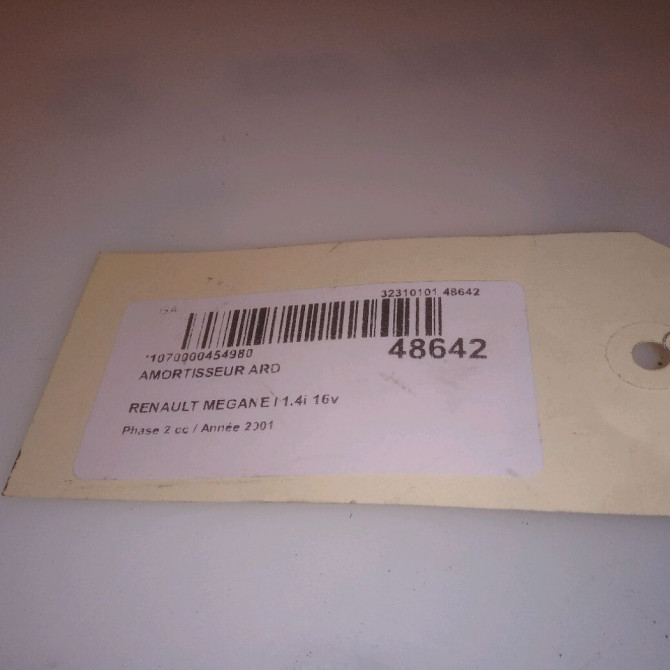 32310101 48642
*1070000454980
48642
AMORTISSEUR ARD
RENAULT MEGANE I 1.4i 16v
Phase 2 cc / Année 2001